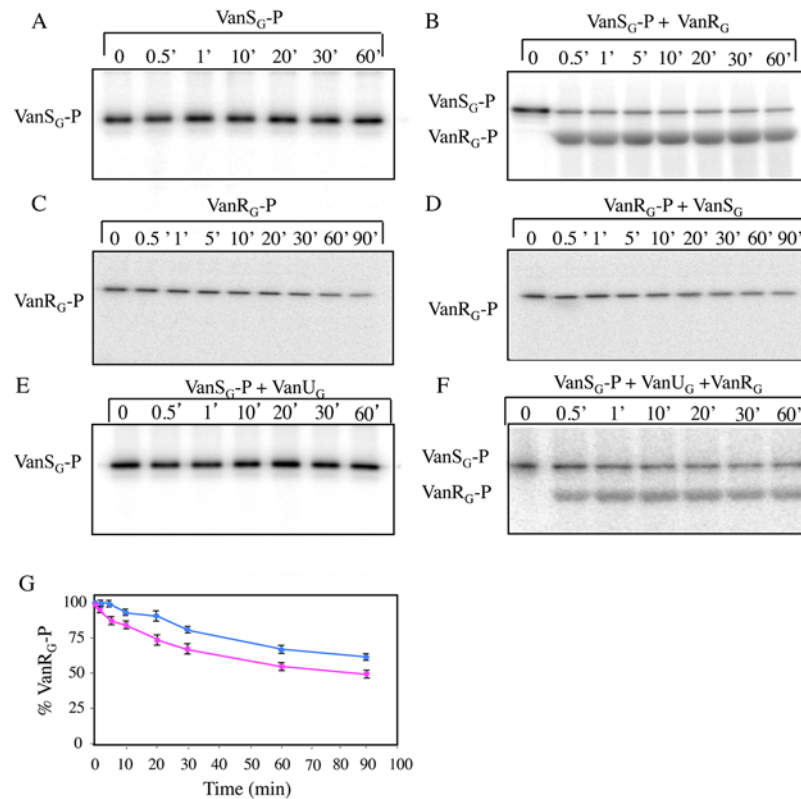 A
VanS_G-P
0 0.5' 1' 10' 20' 30' 60'
VanS_G-P
B
VanS_G-P + VanR_G
0 0.5' 1' 5' 10' 20' 30' 60'
VanS_G-P
VanR_G-P
C
VanR_G-P
0 0.5' 1' 5' 10' 20' 30' 60' 90'
VanR_G-P
D
VanR_G-P + VanS_G
0 0.5' 1' 5' 10' 20' 30' 60' 90'
VanR_G-P
E
VanS_G-P + VanU_G
0 0.5' 1' 10' 20' 30' 60'
VanS_G-P
F
VanS_G-P + VanU_G +VanR_G
0 0.5' 1' 10' 20' 30' 60'
VanS_G-P
VanR_G-P
G
% VanR_G-P
100
75
50
25
0
0 10 20 30 40 50 60 70 80 90 100
Time (min)